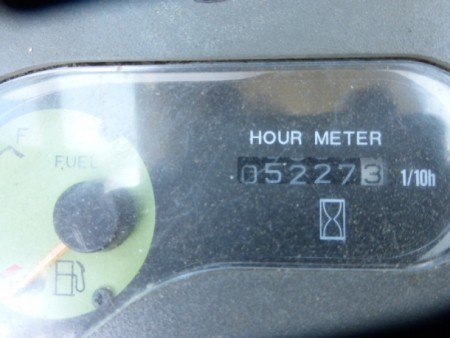 F
FUEL
HOUR METER
052273 1/10h